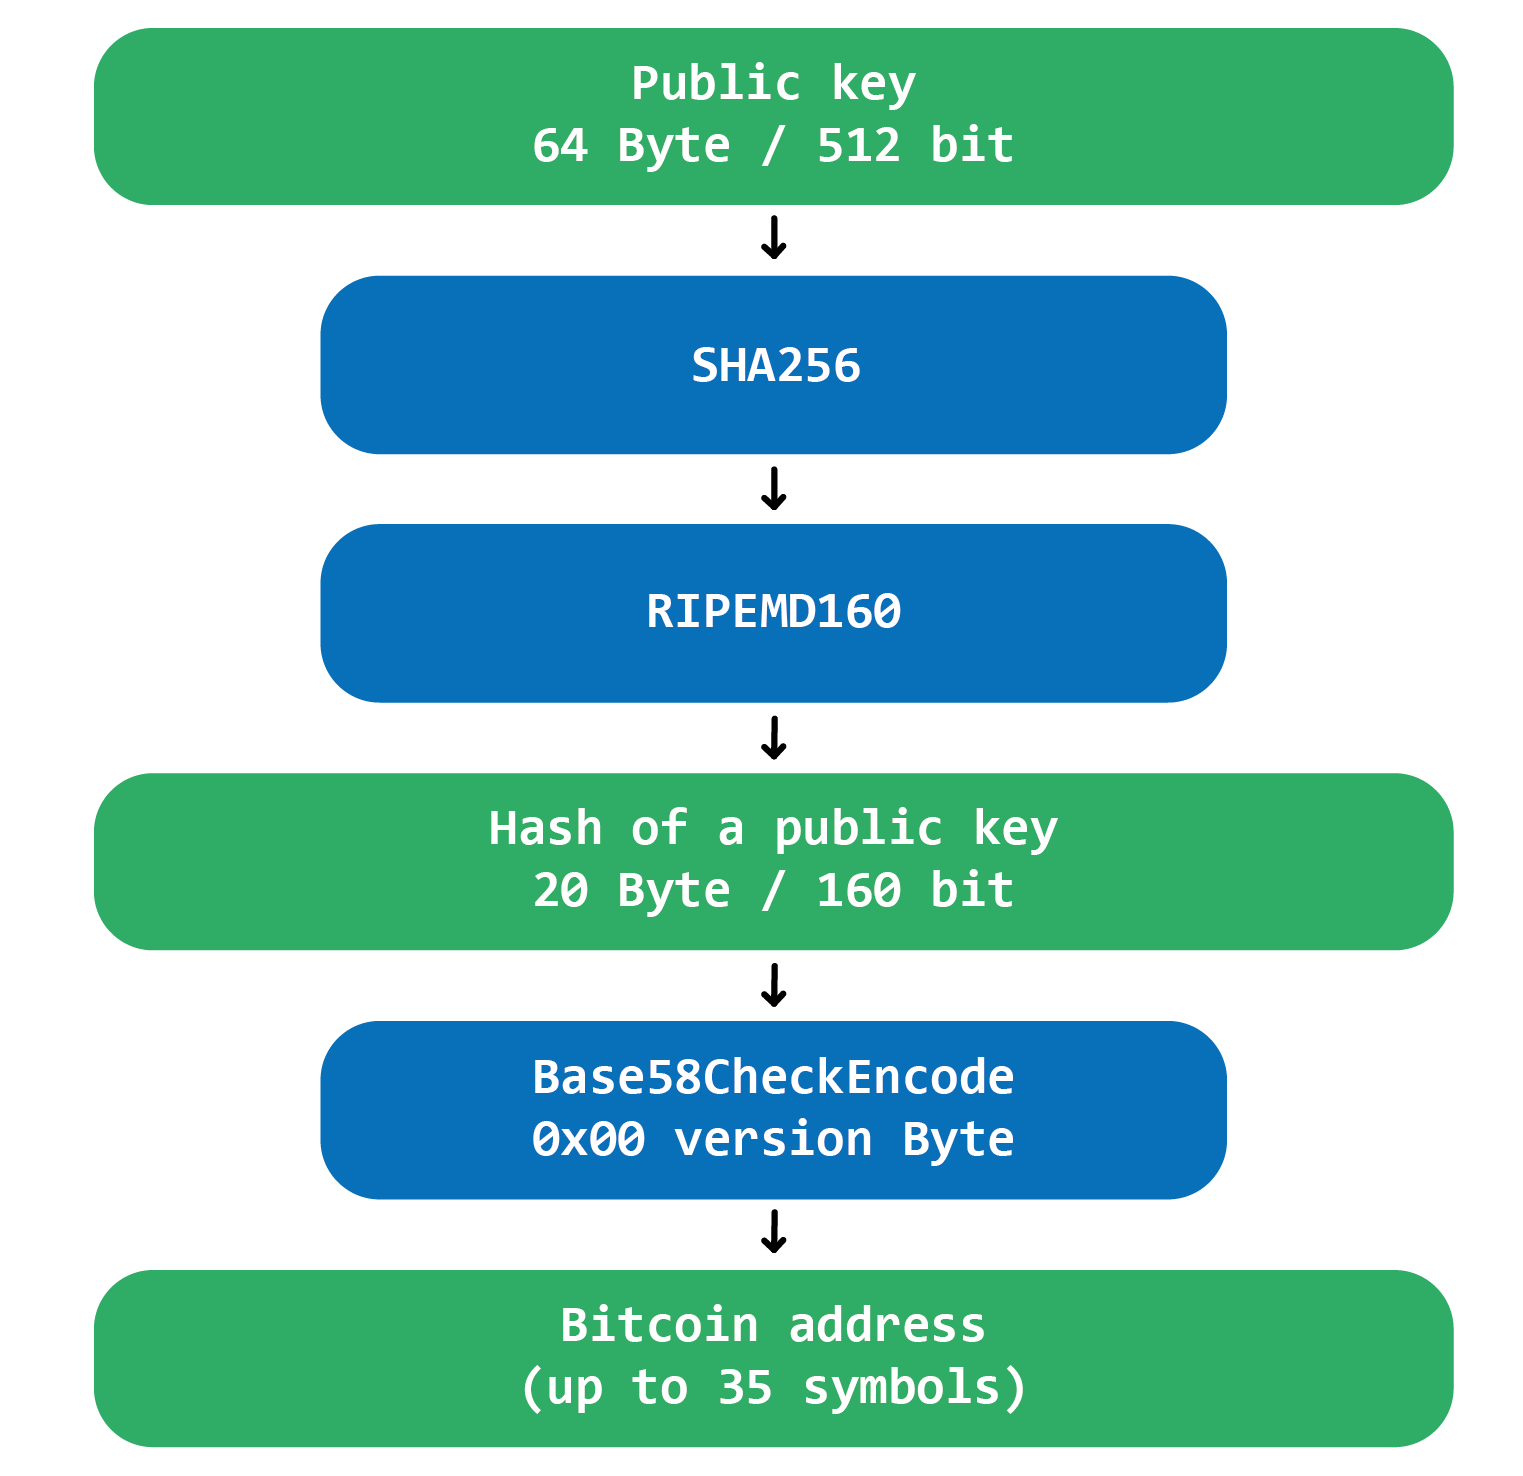 Public key
64 Byte / 512 bit
SHA256
RIPEMD160
Hash of a public key
20 Byte / 160 bit
Base58CheckEncode
0x00 version Byte
Bitcoin address
(up to 35 symbols)